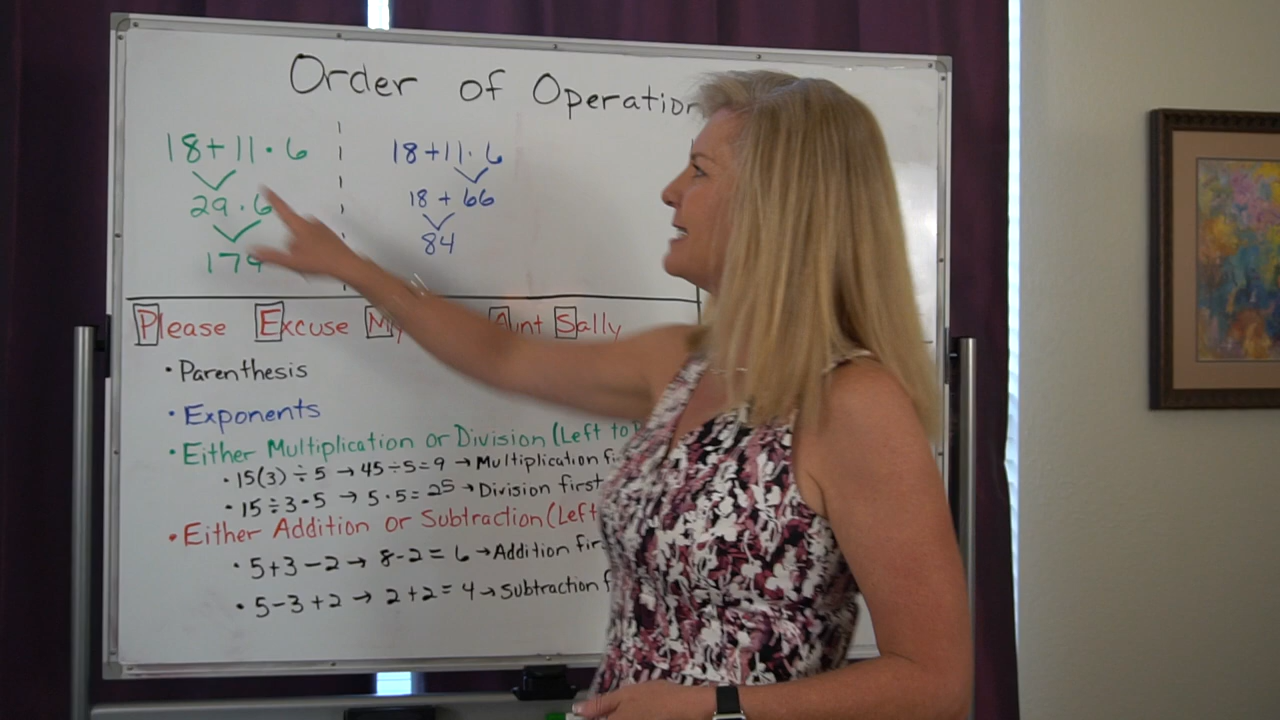 Order of Operation
18+11·6
29·6
179
18+11·6
18 + 66
84
Please Excuse My Aunt Sally
· Parenthesis
· Exponents
· Either Multiplication or Division (Left to
· 15(3) ÷ 5 → 45÷5=9 → Multiplication
· 15÷3·5 → 5·5=25 → Division first
· Either Addition or Subtraction (Left
· 5+3-2 → 8-2=6 → Addition
· 5-3+2 → 2+2=4 → Subtraction